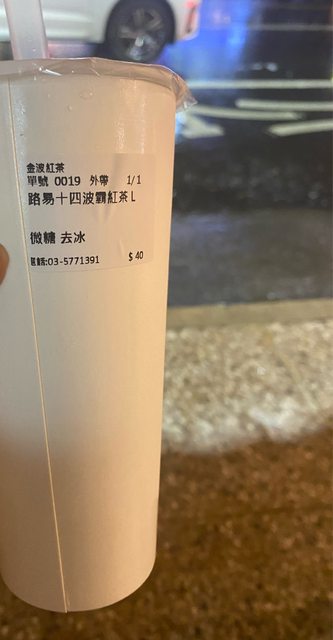 金波紅茶
單號 0019 外帶 1/1
路易十四波霸紅茶 L
微糖 去冰
電話:03-5771391 $ 40